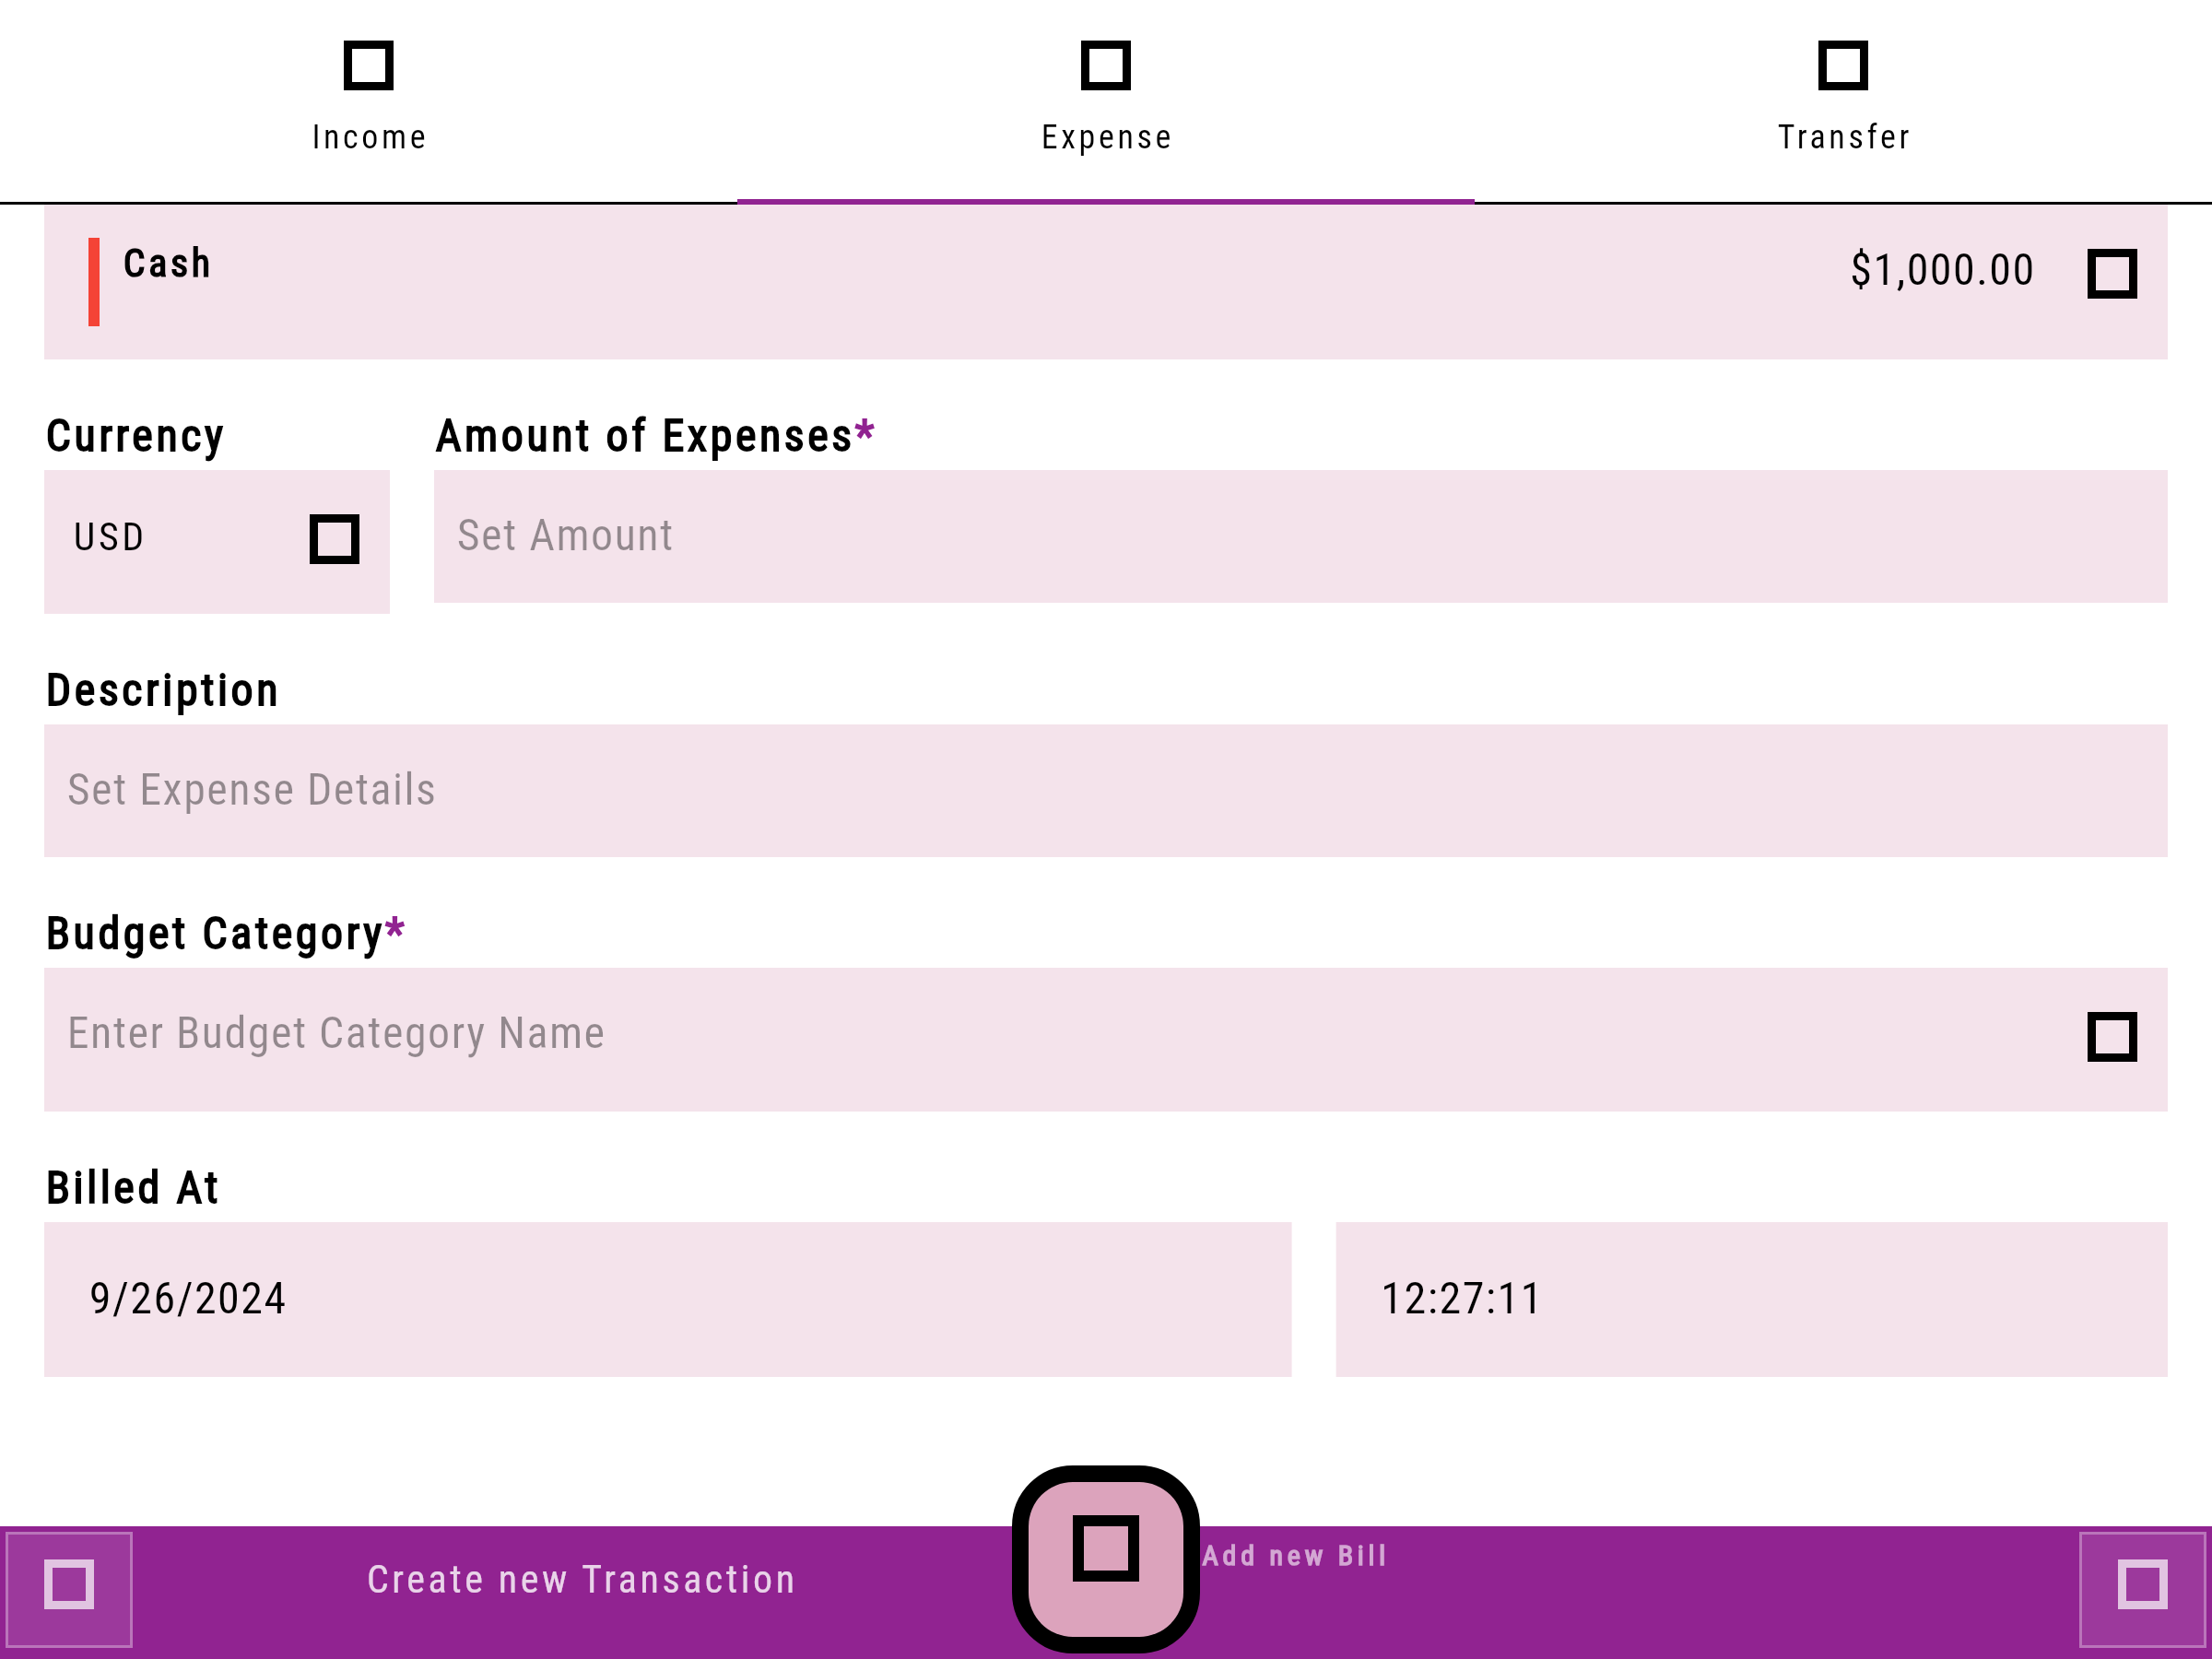 Income Expense Transfer
Cash $1,000.00
Currency Amount of Expenses*
USD Set Amount
Description
Set Expense Details
Budget Category*
Enter Budget Category Name
Billed At
9/26/2024 12:27:11
Add new Bill
Create new Transaction